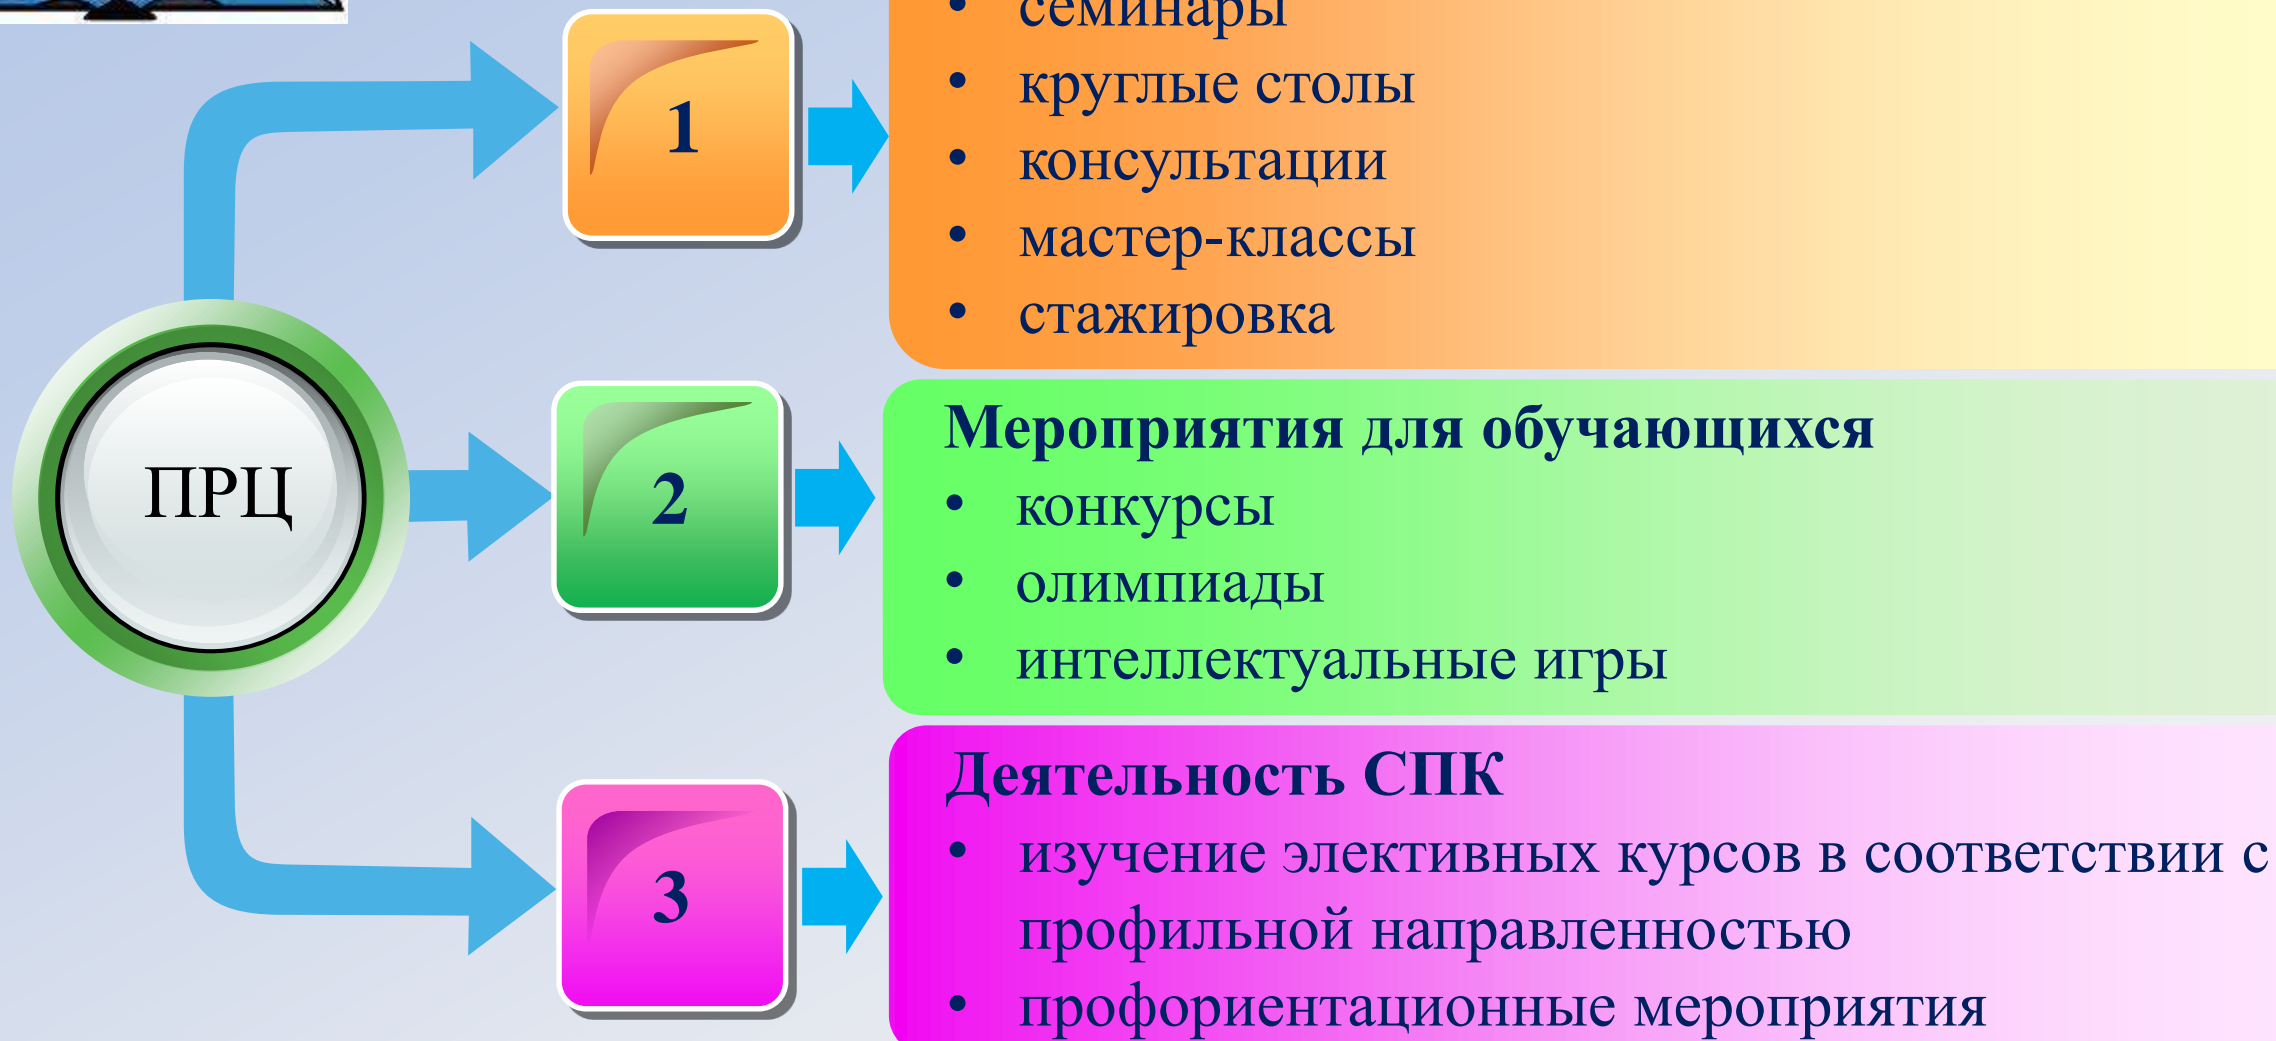 • семинары
• круглые столы
1
• консультации
• мастер-классы
• стажировка
Мероприятия для обучающихся
ПРЦ
2
• конкурсы
• олимпиады
• интеллектуальные игры
Деятельность СПК
3
• изучение элективных курсов в соответствии с
профильной направленностью
• профориентационные мероприятия